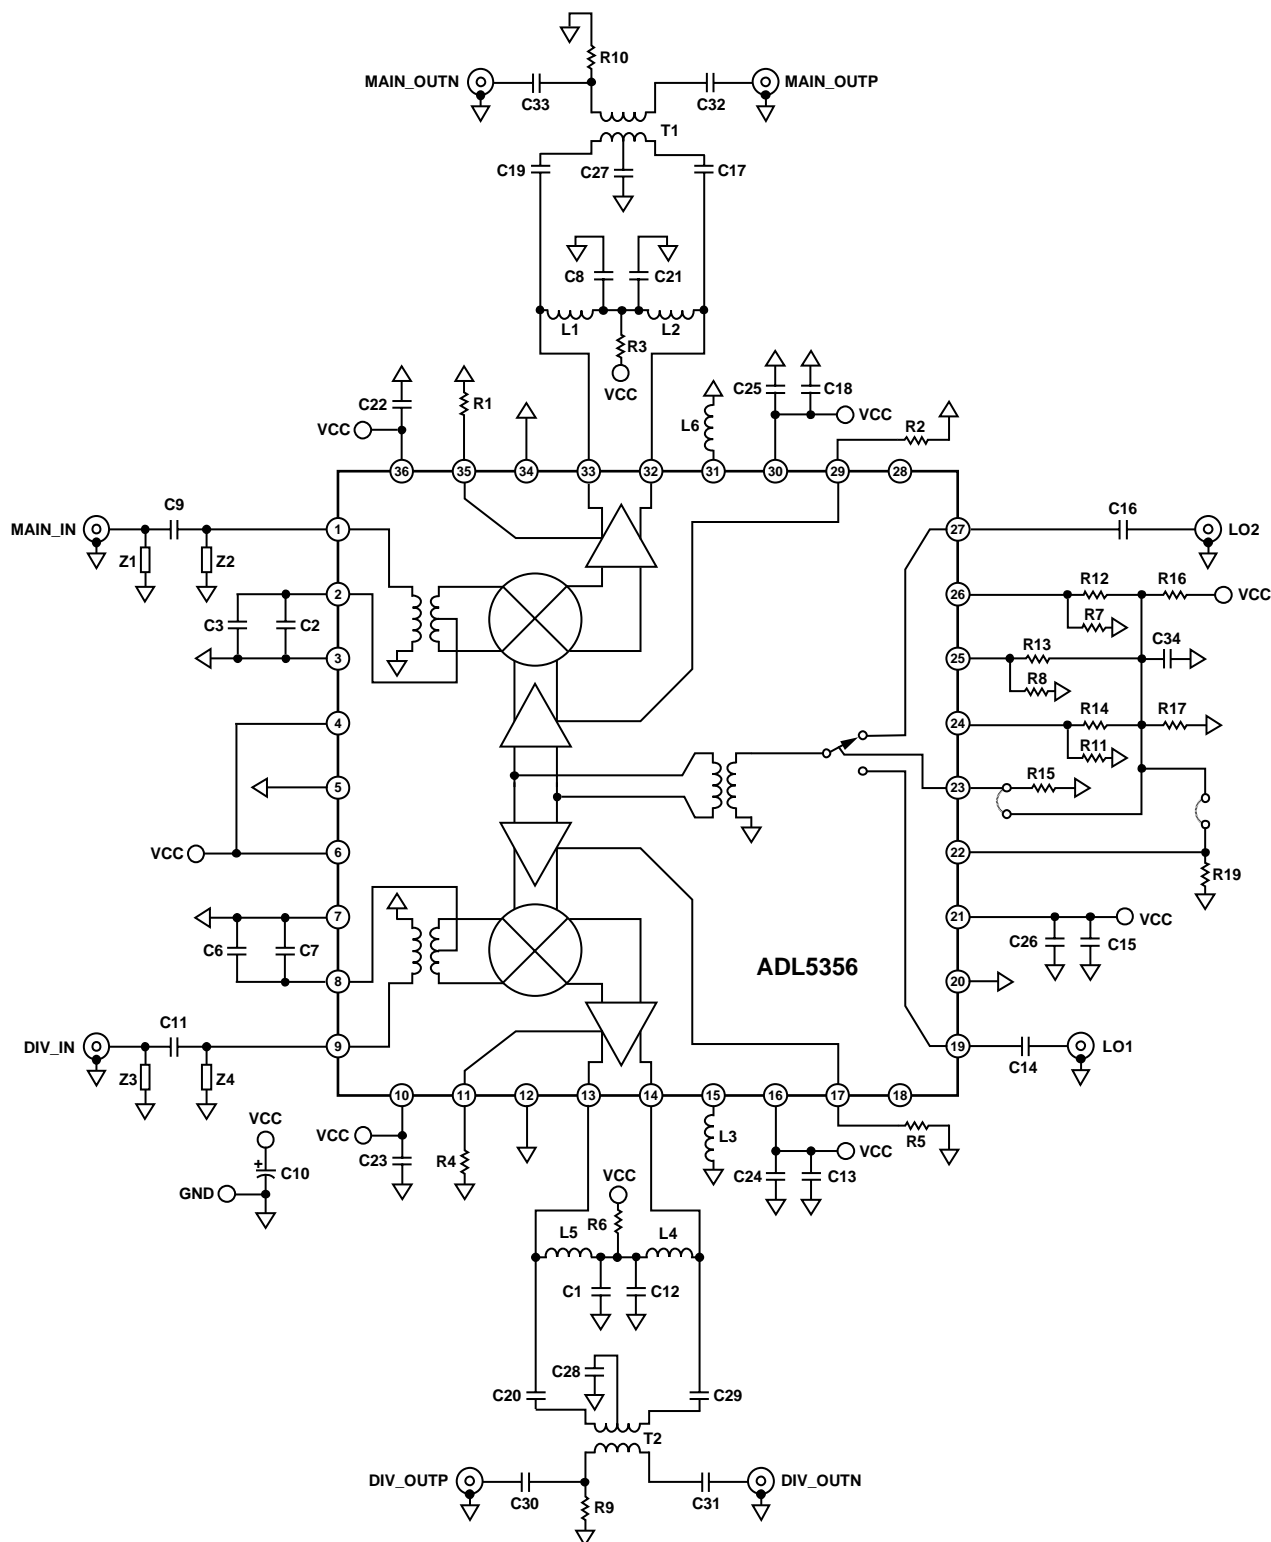 R10
MAIN_OUTN
MAIN_OUTP
C33
C32
T1
C19
C27
C17
C8
C21
L1
L2
R3
VCC
C22
R1
C25
C18
VCC
L6
VCC
R2
36
35
34
33
32
31
30
29
28
C9
C16
MAIN_IN
1
27
LO2
Z1
Z2
2
26
R12
R16
VCC
C3
C2
R7
3
25
R13
C34
R8
4
24
R14
R17
R11
5
23
R15
VCC
6
22
R19
7
21
VCC
C6
C7
C26
C15
ADL5356
8
20
C11
DIV_IN
9
19
LO1
Z3
Z4
C14
10
11
12
13
14
15
16
17
18
VCC
VCC
L3
VCC
R5
C10
C23
R4
C24
C13
GND
VCC
R6
L5
L4
C1
C12
C28
C20
C29
T2
DIV_OUTP
DIV_OUTN
C30
R9
C31